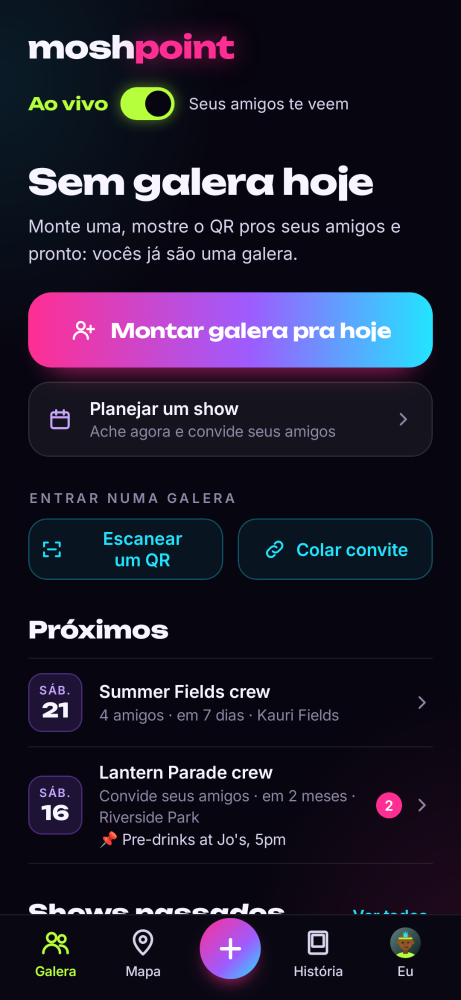 moshpoint
Ao vivo
Seus amigos te veem
Sem galera hoje
Monte uma, mostre o QR pros seus amigos e
pronto: vocês já são uma galera.
Montar galera pra hoje
Planejar um show
Ache agora e convide seus amigos
ENTRAR NUMA GALERA
Escanear
um QR
Colar convite
Próximos
SÁB.
21
Summer Fields crew
4 amigos · em 7 dias · Kauri Fields
SÁB.
16
Lantern Parade crew
Convide seus amigos · em 2 meses ·
Riverside Park
📌 Pre-drinks at Jo's, 5pm
2
Shows passados
Ver todos
Galera
Mapa
História
Eu